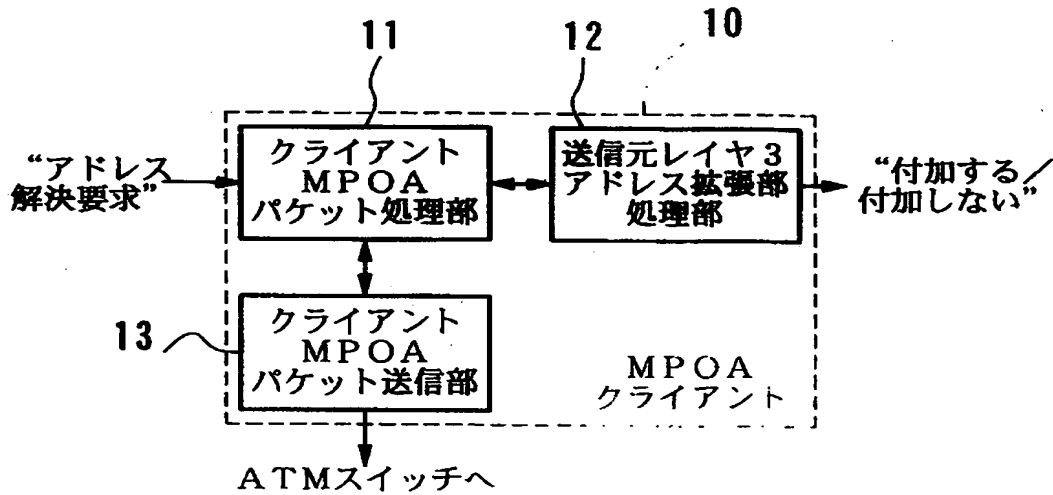 11
12
10
“アドレス
解決要求”
クライアント
MPOA
パケット処理部
送信元レイヤ3
アドレス拡張部
処理部
“付加する／
付加しない”
13
クライアント
MPOA
パケット送信部
MPOA
クライアント
ATMスイッチへ